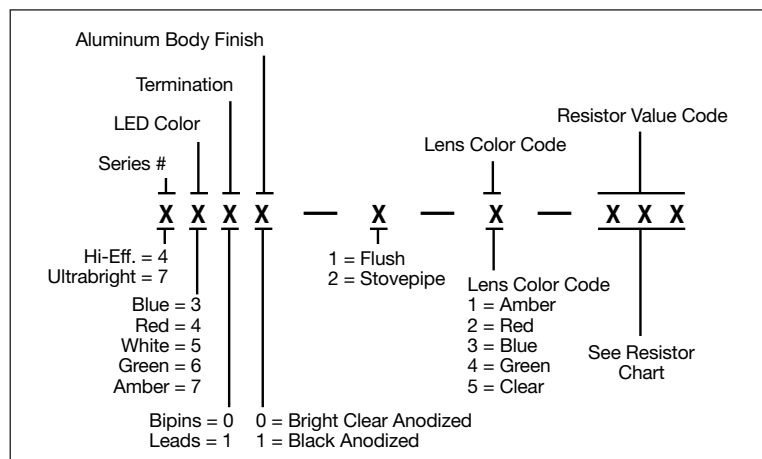 Aluminum Body Finish
Termination
Resistor Value Code
LED Color
Lens Color Code
Series #
X X X X — X — X — X X X
Hi-Eff. = 4
Ultrabright = 7
1 = Flush
2 = Stovepipe
Lens Color Code
1 = Amber
2 = Red
3 = Blue
4 = Green
5 = Clear
Blue = 3
Red = 4
White = 5
Green = 6
Amber = 7
See Resistor
Chart
Bipins = 0 0 = Bright Clear Anodized
Leads = 1 1 = Black Anodized